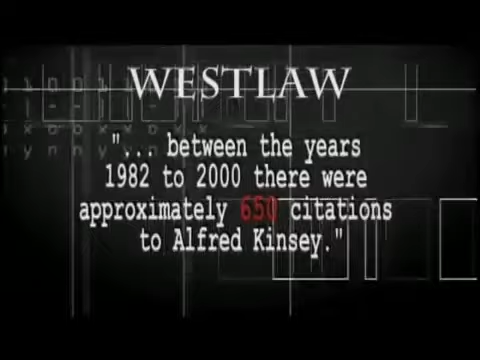 WESTLAW
"... between the years
1982 to 2000 there were
approximately 650 citations
to Alfred Kinsey."